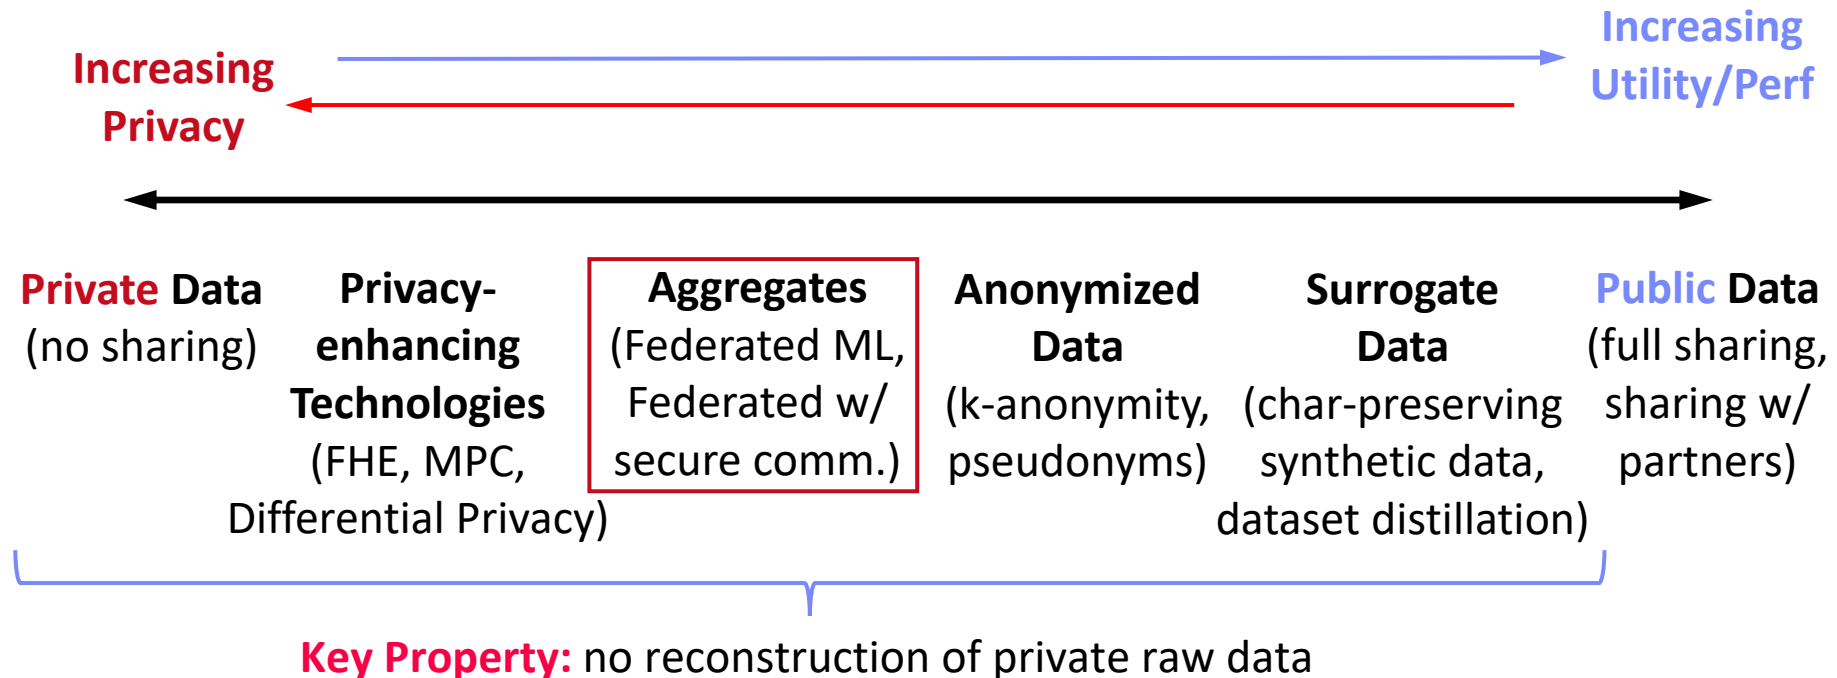 Increasing
Privacy
Increasing
Utility/Perf
Private Data
(no sharing)
Privacy-
enhancing
Technologies
(FHE, MPC,
Differential Privacy)
Aggregates
(Federated ML,
Federated w/
secure comm.)
Anonymized
Data
(k-anonymity,
pseudonyms)
Surrogate
Data
(char-preserving
synthetic data,
dataset distillation)
Public Data
(full sharing,
sharing w/
partners)
Key Property: no reconstruction of private raw data